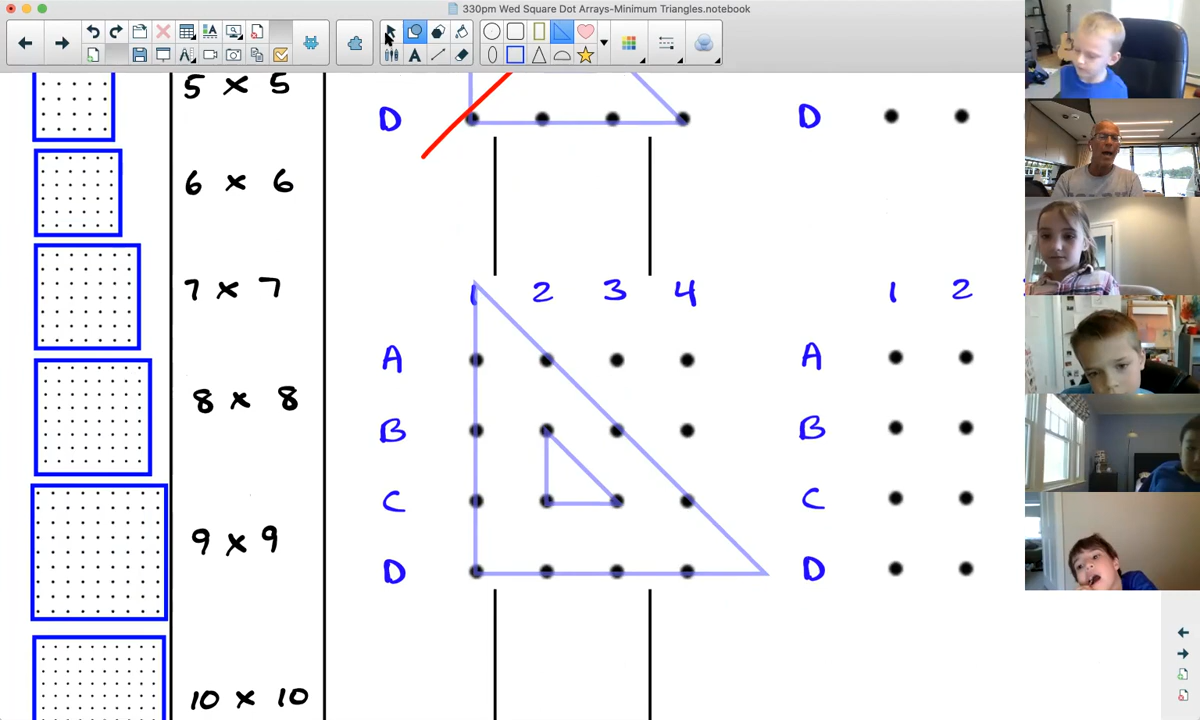 330pm Wed Square Dot Arrays-Minimum Triangles.notebook
A
5 × 5
6 × 6
7 × 7
8 × 8
9 × 9
10 × 10
D
1 2 3 4
A
B
C
D
D
1 2
A
B
C
D